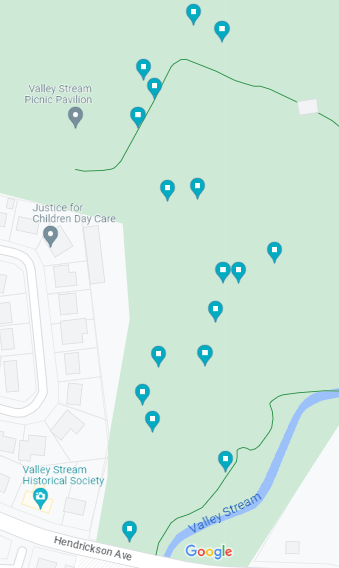 Valley Stream
Picnic Pavilion
Justice for
Children Day Care
Valley Stream
Historical Society
Valley Stream
Hendrickson Ave
Google